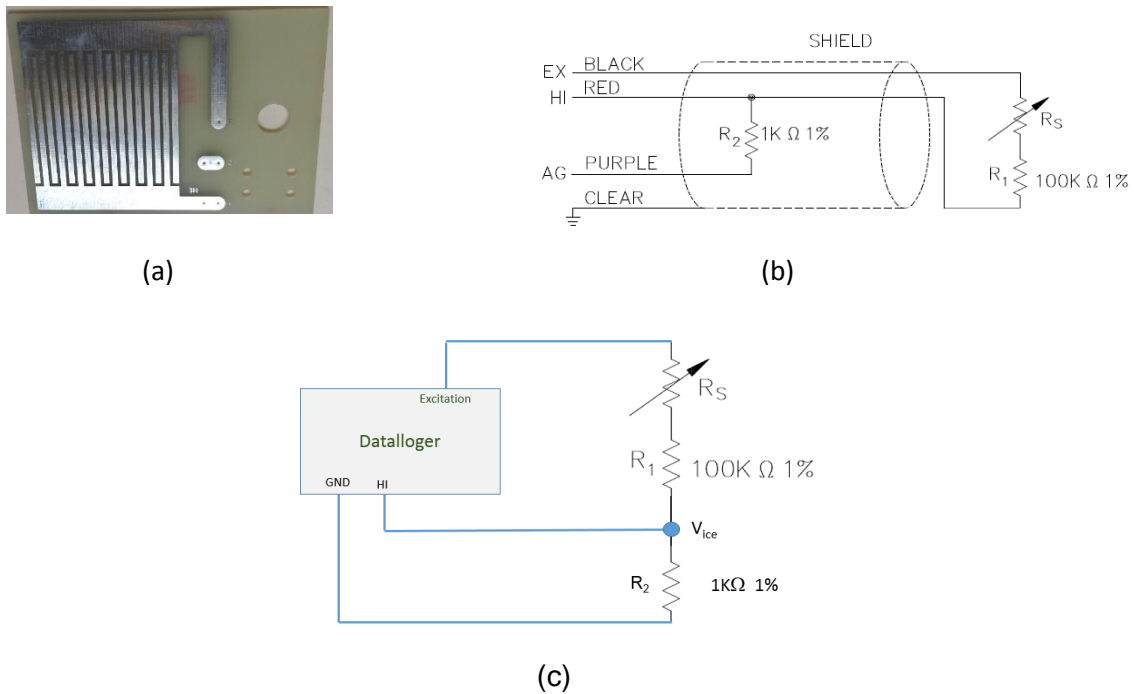 SHIELD
EX BLACK
HI RED
R2 1K Ω 1%
RS
AG PURPLE
R1 100K Ω 1%
CLEAR
(a)
(b)
Excitation
RS
Datalloger
R1 100K Ω 1%
GND HI
Vice
R2 1KΩ 1%
(c)